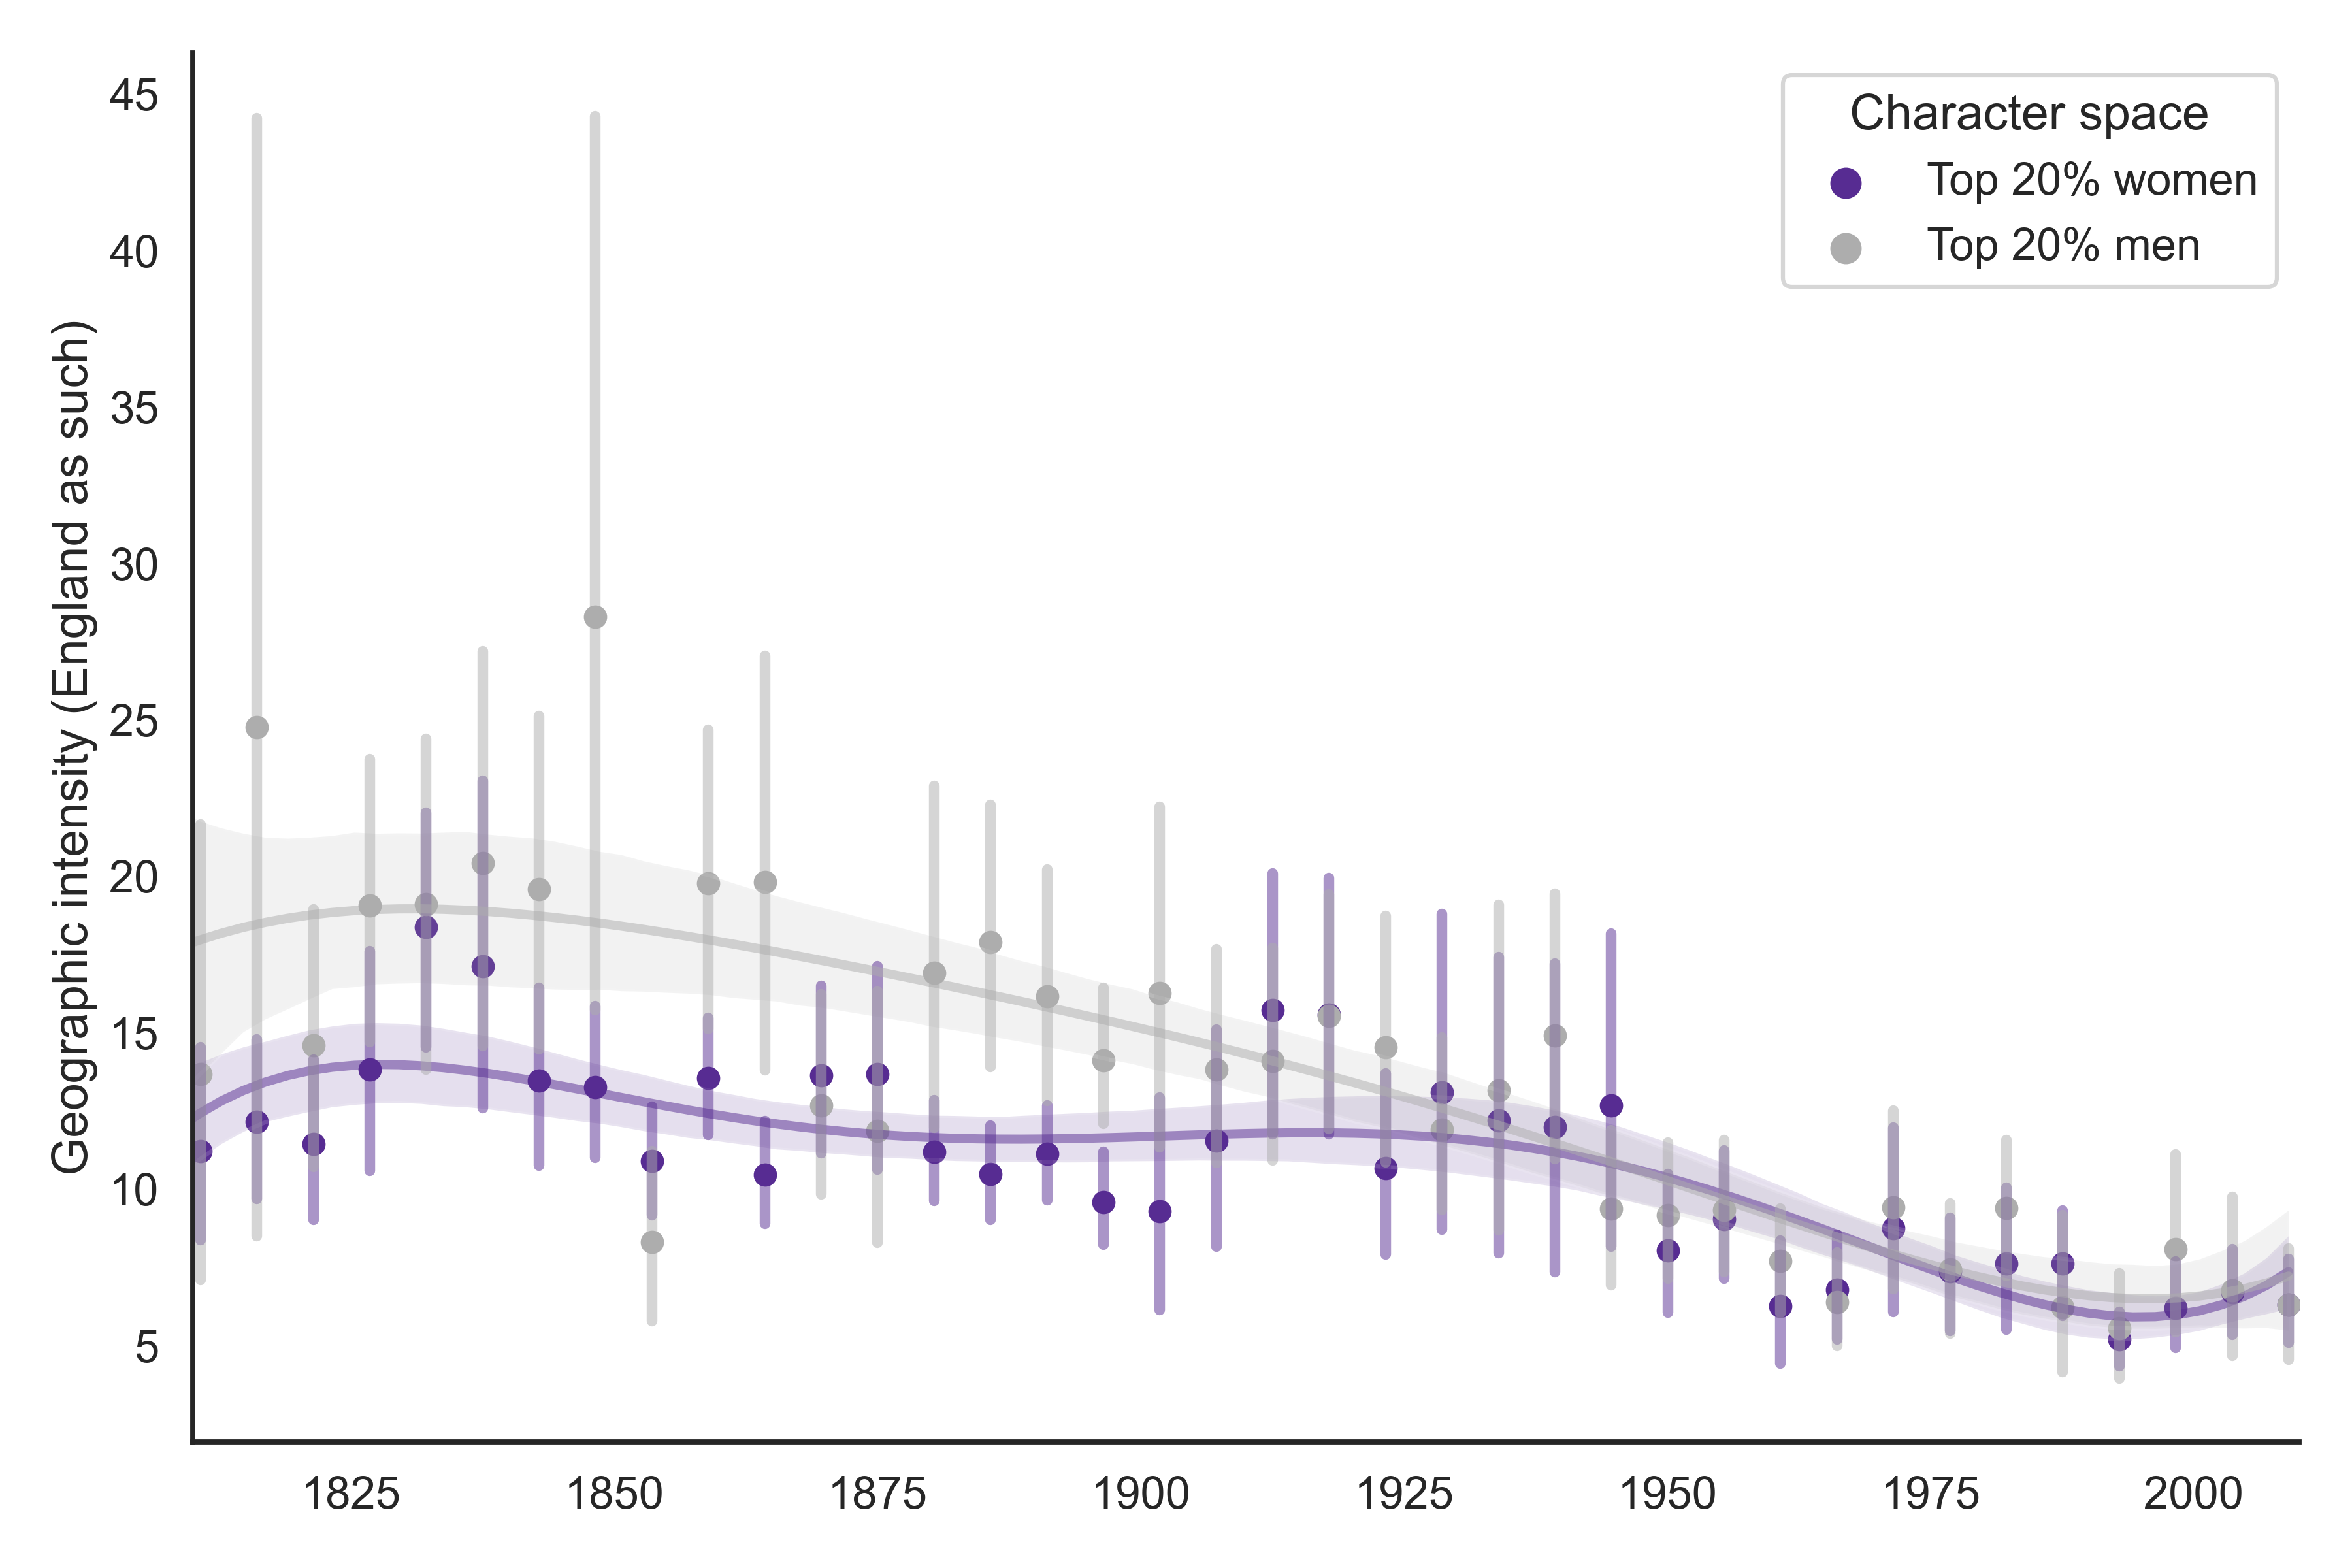 Geographic intensity (England as such)
45
40
35
30
25
20
15
10
5
Character space
Top 20% women
Top 20% men
1825 1850 1875 1900 1925 1950 1975 2000